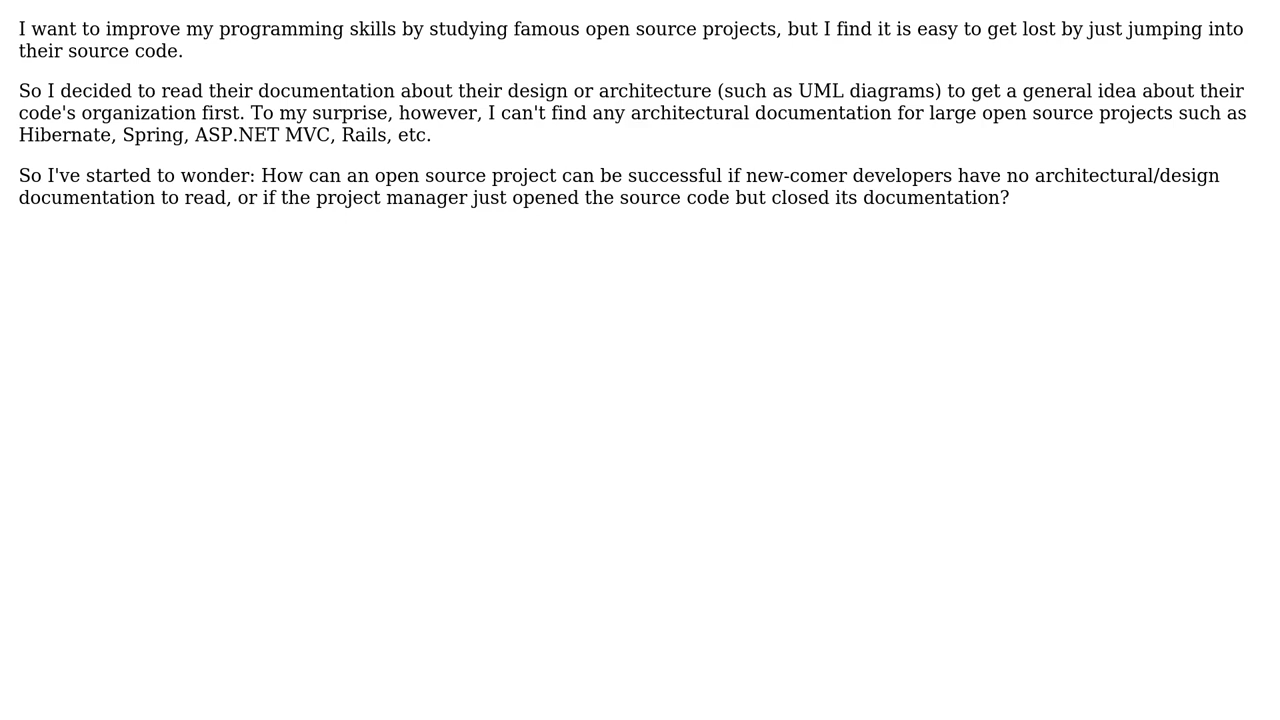 I want to improve my programming skills by studying famous open source projects, but I find it is easy to get lost by just jumping into
their source code.
So I decided to read their documentation about their design or architecture (such as UML diagrams) to get a general idea about their
code's organization first. To my surprise, however, I can't find any architectural documentation for large open source projects such as
Hibernate, Spring, ASP.NET MVC, Rails, etc.
So I've started to wonder: How can an open source project can be successful if new-comer developers have no architectural/design
documentation to read, or if the project manager just opened the source code but closed its documentation?